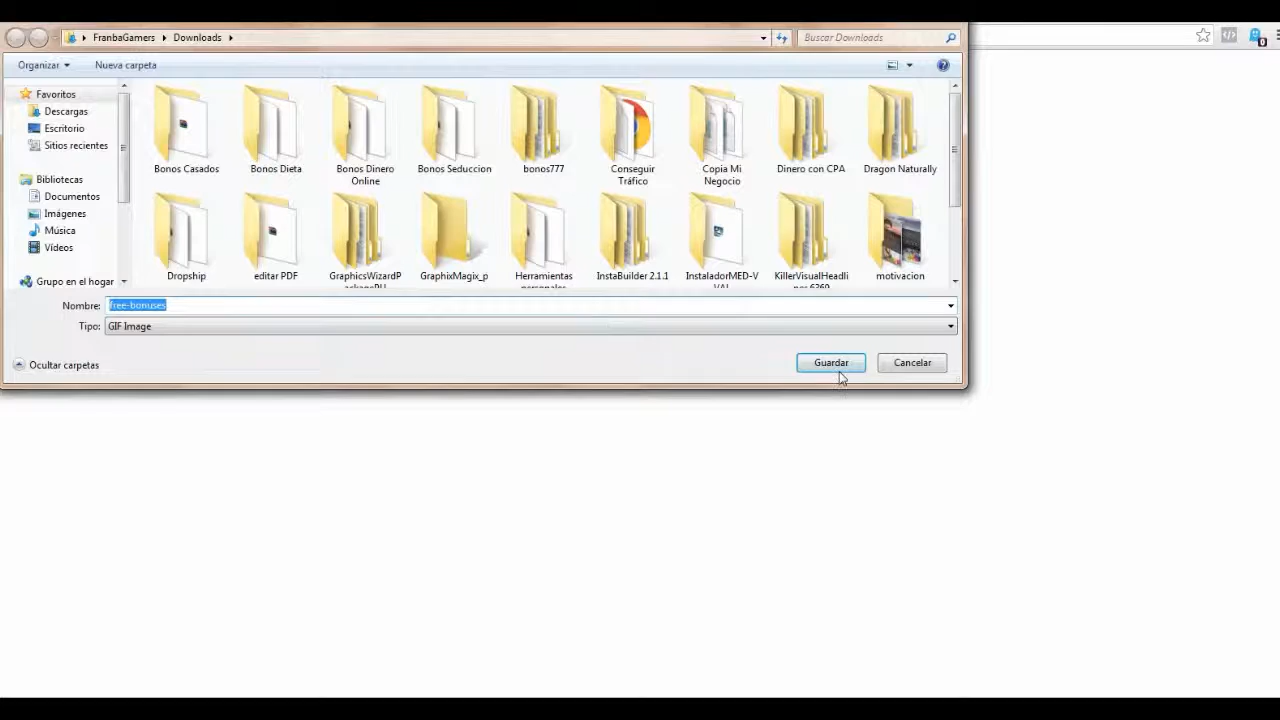 FranbaGamers
Downloads
Buscar Downloads
Organizar
Nueva carpeta
Favoritos
Descargas
Escritorio
Sitios recientes
Bibliotecas
Documentos
Imágenes
Música
Vídeos
Grupo en el hogar
Bonos Casados
Bonos Dieta
Bonos Dinero
Online
Bonos Seduccion
bonos777
Conseguir
Tráfico
Copia Mi
Negocio
Dinero con CPA
Dragon Naturally
Dropship
editar PDF
GraphicsWizardP
GraphixMagix_p
Herramientas
personales
InstaBuilder 2.1.1
InstaladorMED-V
KillerVisualHeadli
motivacion
Nombre:
free-bonuses
Tipo:
GIF Image
Ocultar carpetas
Guardar
Cancelar
0